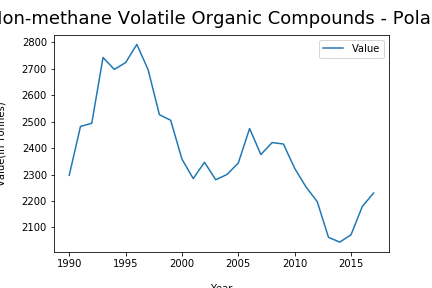 Non-methane Volatile Organic Compounds - Pola
Value
2800
2700
2600
2500
2400
2300
2200
2100
Value(in Tonnes)
1990 1995 2000 2005 2010 2015
Year